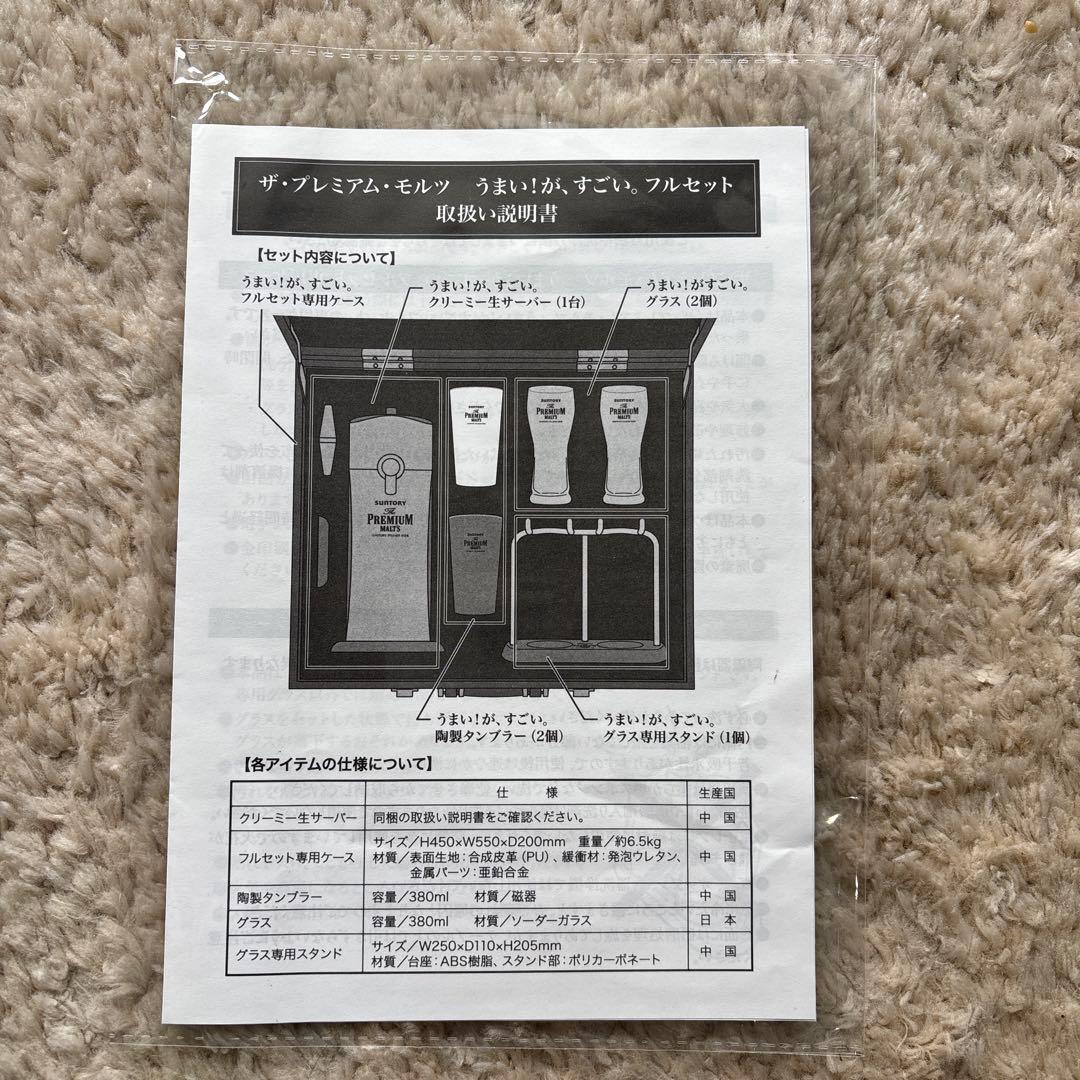 ザ・プレミアム・モルツ　うまい！が、すごい。フルセット
取扱い説明書
【セット内容について】
うまい！が、すごい。
フルセット専用ケース
うまい！が、すごい。
クリーミー生サーバー（1台）
うまい！がすごい。
グラス（2個）
SUNTORY
The
PREMIUM
MALT'S
SUNTORY
The
PREMIUM
MALT'S
SUNTORY
The
PREMIUM
MALT'S
SUNTORY
The
PREMIUM
MALT'S
PREMIUM
うまい！が、すごい。
陶製タンブラー（2個）
うまい！が、すごい。
グラス専用スタンド（1個）
【各アイテムの仕様について】
仕　様　生産国
クリーミー生サーバー　同梱の取扱い説明書をご確認ください。　中　国
フルセット専用ケース　サイズ／H450×W550×D200mm　重量／約6.5kg
材質／表面生地：合成皮革（PU）、緩衝材：発泡ウレタン、
金属パーツ：亜鉛合金　中　国
陶製タンブラー　容量／380ml　材質／磁器　中　国
グラス　容量／380ml　材質／ソーダーガラス　日　本
グラス専用スタンド　サイズ／W250×D110×H205mm
材質／台座：ABS樹脂、スタンド部：ポリカーボネート　中　国